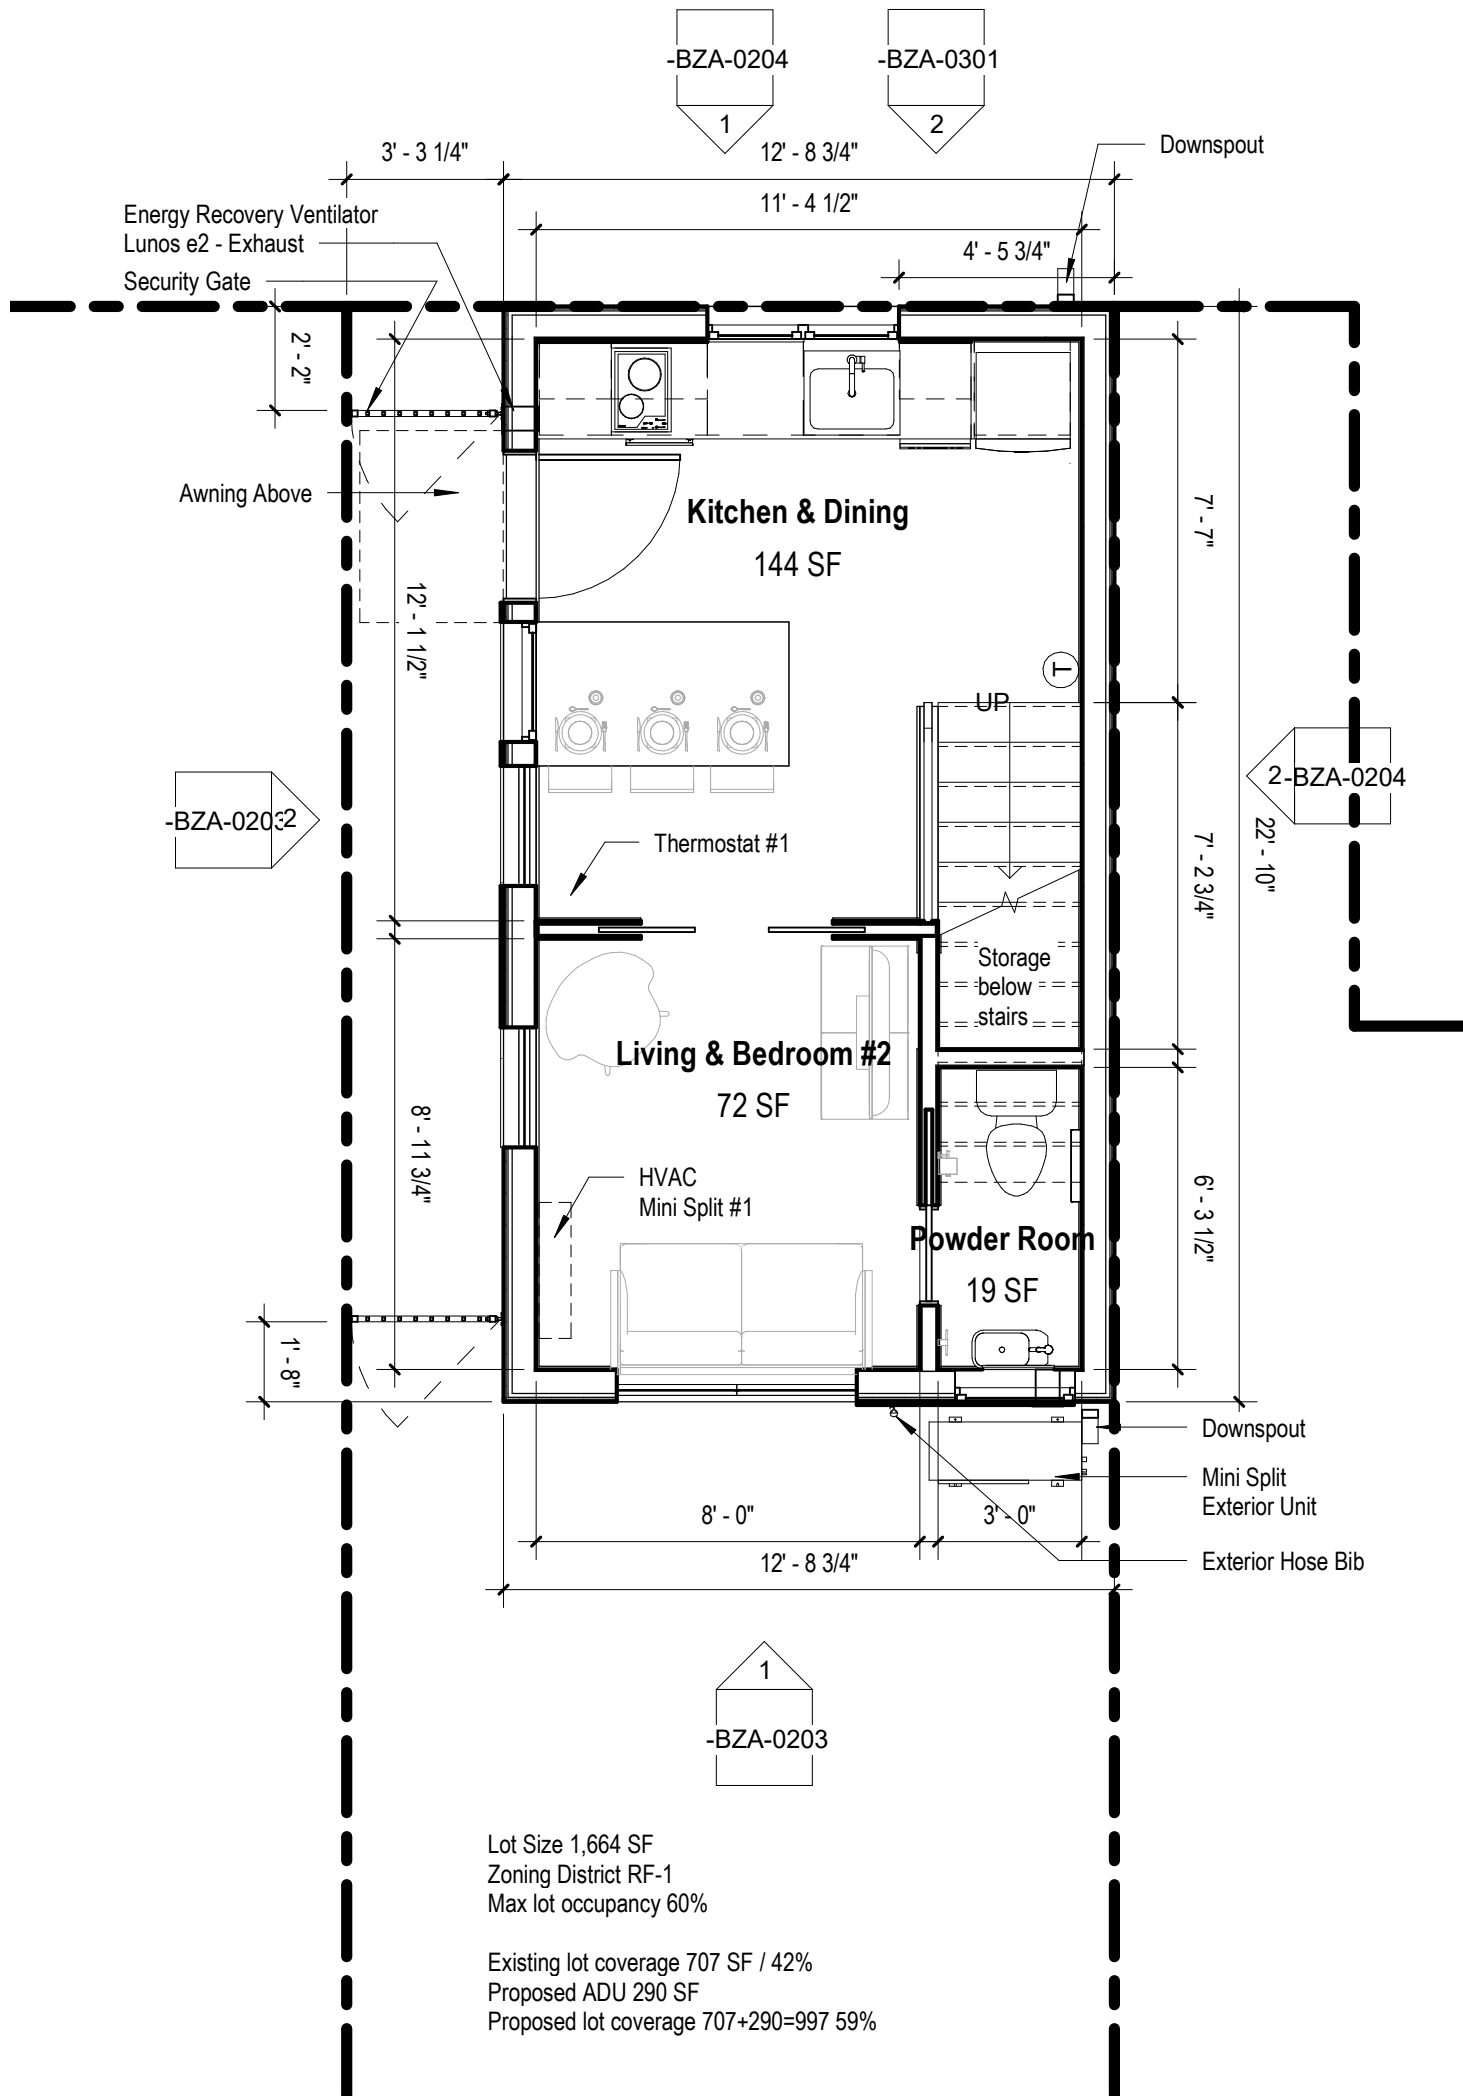 -BZA-0204
1
-BZA-0301
2
Downspout
3' - 3 1/4"
12' - 8 3/4"
11' - 4 1/2"
4' - 5 3/4"
Energy Recovery Ventilator
Lunos e2 - Exhaust
Security Gate
2' - 2"
Awning Above
Kitchen & Dining
144 SF
7' - 7"
12' - 1 1/2"
T
UP
-BZA-0203
2
2
-BZA-0204
22' - 10"
7' - 2 3/4"
Thermostat #1
Storage
below
stairs
Living & Bedroom #2
72 SF
8' - 11 3/4"
HVAC
Mini Split #1
6' - 3 1/2"
Powder Room
19 SF
1' - 8"
Downspout
Mini Split
Exterior Unit
8' - 0"
3' - 0"
12' - 8 3/4"
Exterior Hose Bib
1
-BZA-0203
Lot Size 1,664 SF
Zoning District RF-1
Max lot occupancy 60%
Existing lot coverage 707 SF / 42%
Proposed ADU 290 SF
Proposed lot coverage 707+290=997 59%